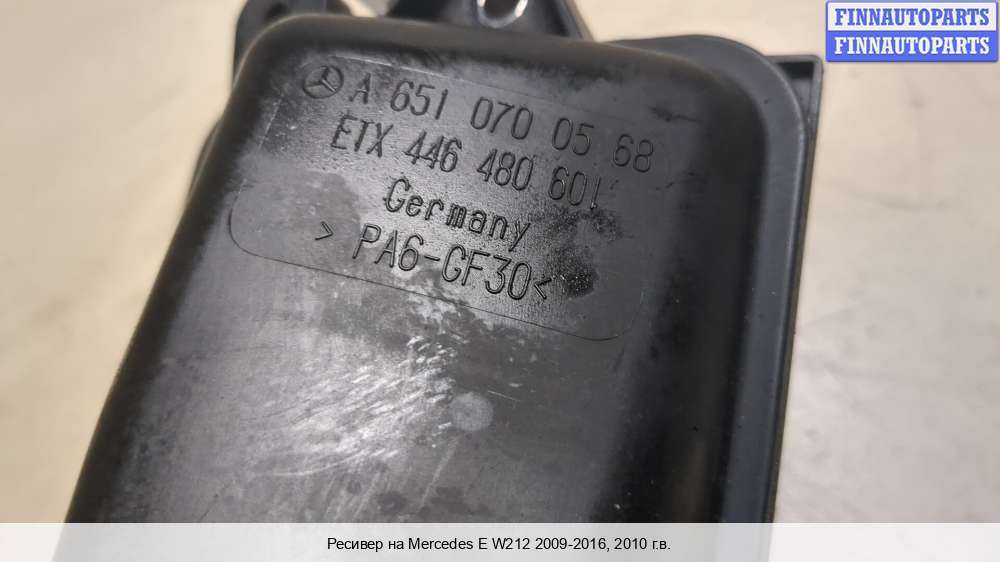 FINNAUTOPARTS
FINNAUTOPARTS
A 651 070 05 68
ETX 446 480 601
Germany
> PA6-GF30<
Ресивер на Mercedes E W212 2009-2016, 2010 г.в.